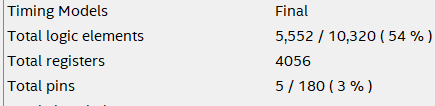 Timing Models Final
Total logic elements 5,552 / 10,320 ( 54 % )
Total registers 4056
Total pins 5 / 180 ( 3 % )